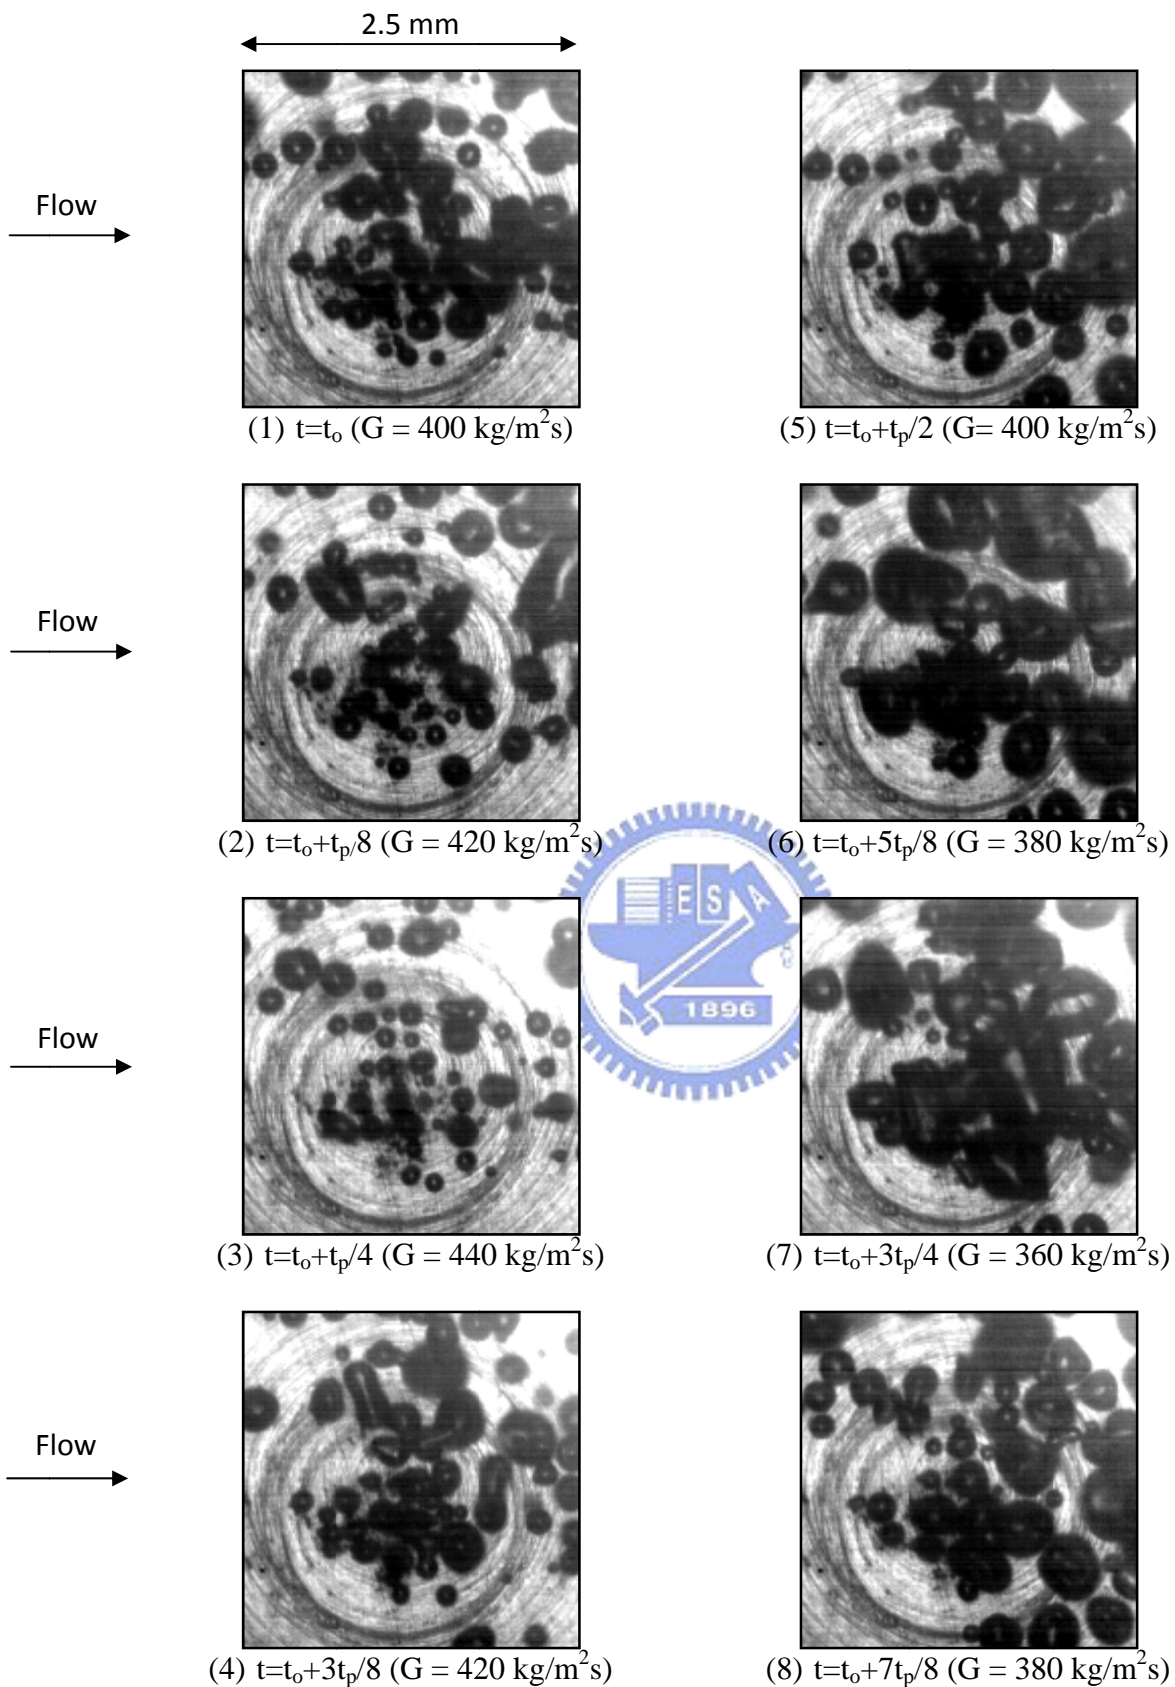 2.5 mm
Flow
(1) t=tₒ (G = 400 kg/m²s)
(5) t=tₒ+tₚ/2 (G= 400 kg/m²s)
Flow
(2) t=tₒ+tₚ/8 (G = 420 kg/m²s)
(6) t=tₒ+5tₚ/8 (G = 380 kg/m²s)
E S A
1896
Flow
(3) t=tₒ+tₚ/4 (G = 440 kg/m²s)
(7) t=tₒ+3tₚ/4 (G = 360 kg/m²s)
Flow
(4) t=tₒ+3tₚ/8 (G = 420 kg/m²s)
(8) t=tₒ+7tₚ/8 (G = 380 kg/m²s)